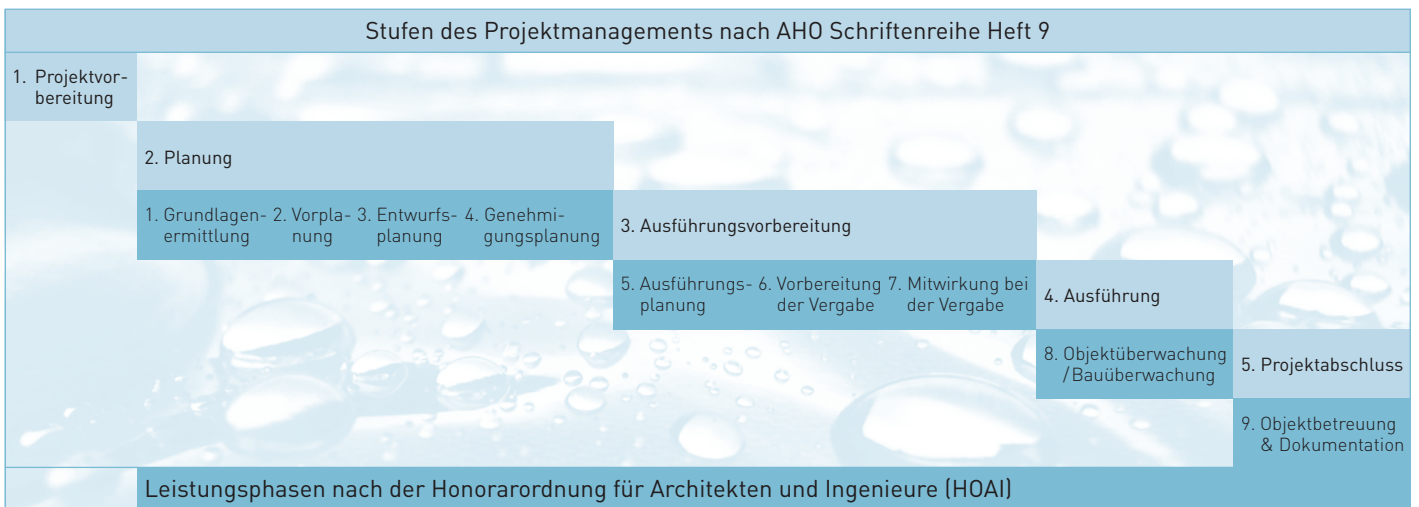 Stufen des Projektmanagements nach AHO Schriftenreihe Heft 9
1. Projektvor-
bereitung
2. Planung
1. Grundlagen-
ermittlung
2. Vorpla-
nung
3. Entwurfs-
planung
4. Genehmi-
gungsplanung
3. Ausführungsvorbereitung
5. Ausführungs-
planung
6. Vorbereitung
der Vergabe
7. Mitwirkung bei
der Vergabe
4. Ausführung
8. Objektüberwachung
/Bauüberwachung
5. Projektabschluss
9. Objektbetreuung
& Dokumentation
Leistungsphasen nach der Honorarordnung für Architekten und Ingenieure (HOAI)